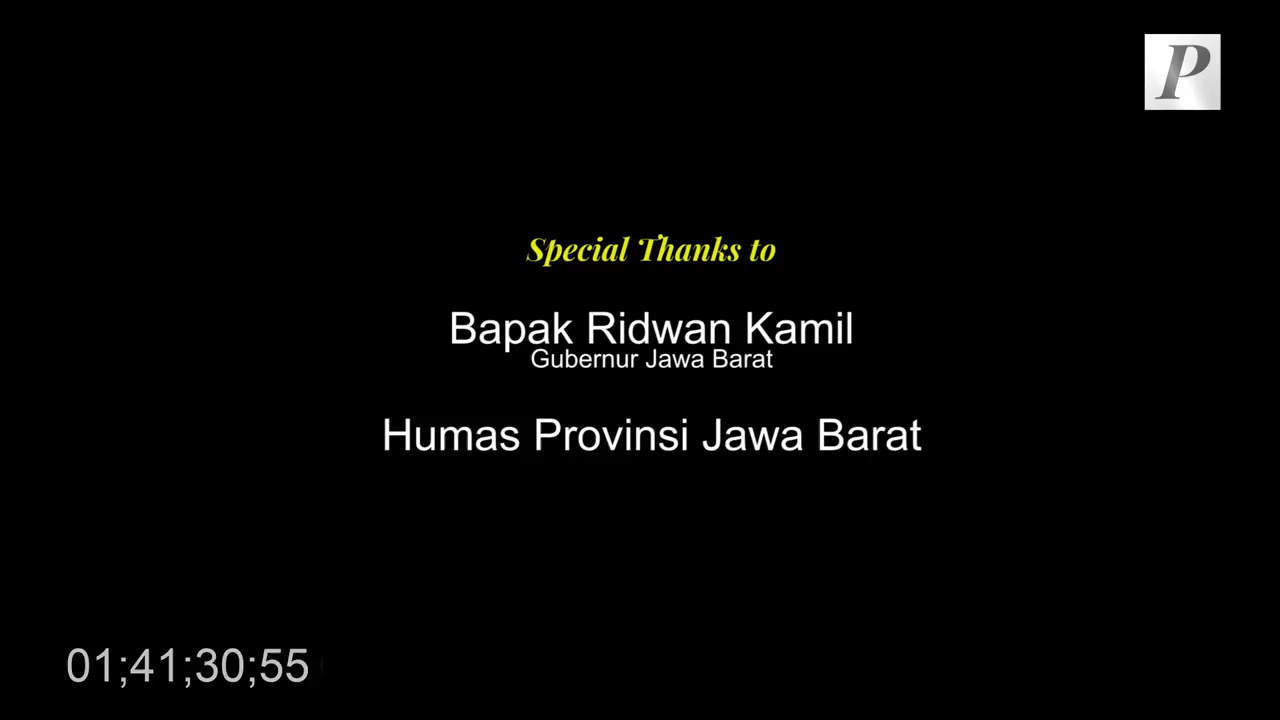 P
Special Thanks to
Bapak Ridwan Kamil
Gubernur Jawa Barat
Humas Provinsi Jawa Barat
01;41;30;55